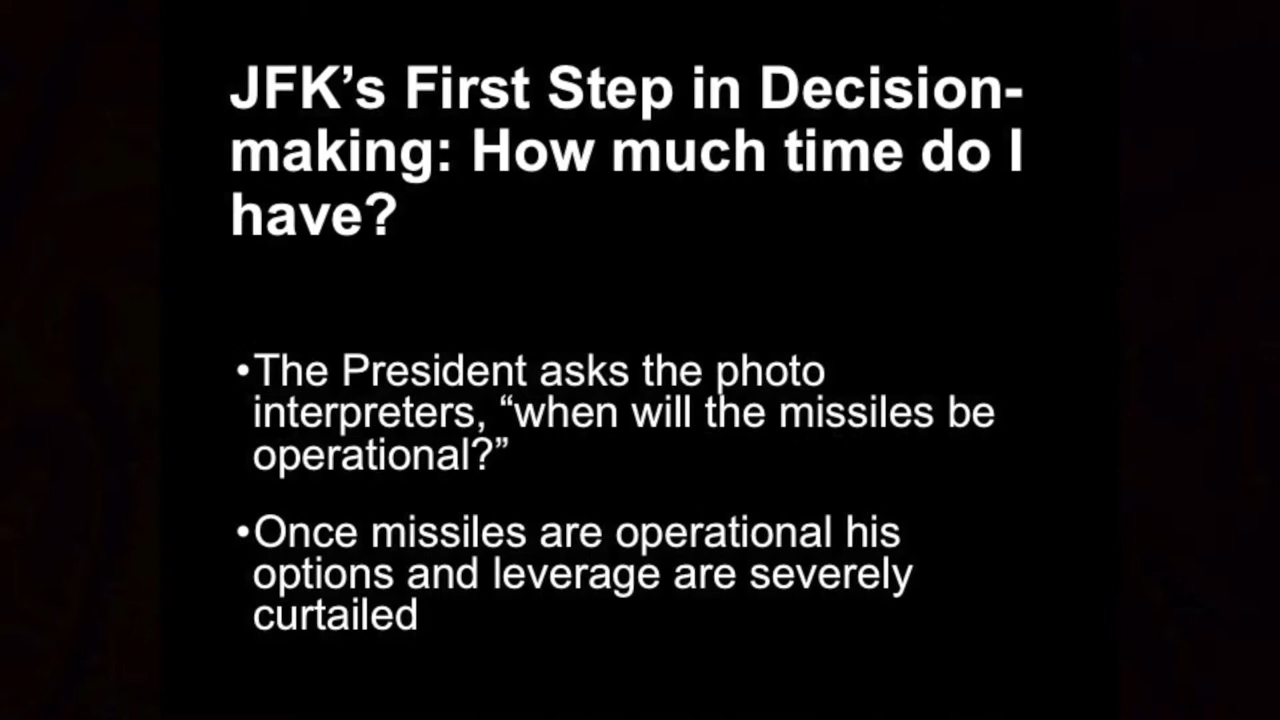 JFK’s First Step in Decision-
making: How much time do I
have?
•The President asks the photo
interpreters, “when will the missiles be
operational?”
•Once missiles are operational his
options and leverage are severely
curtailed